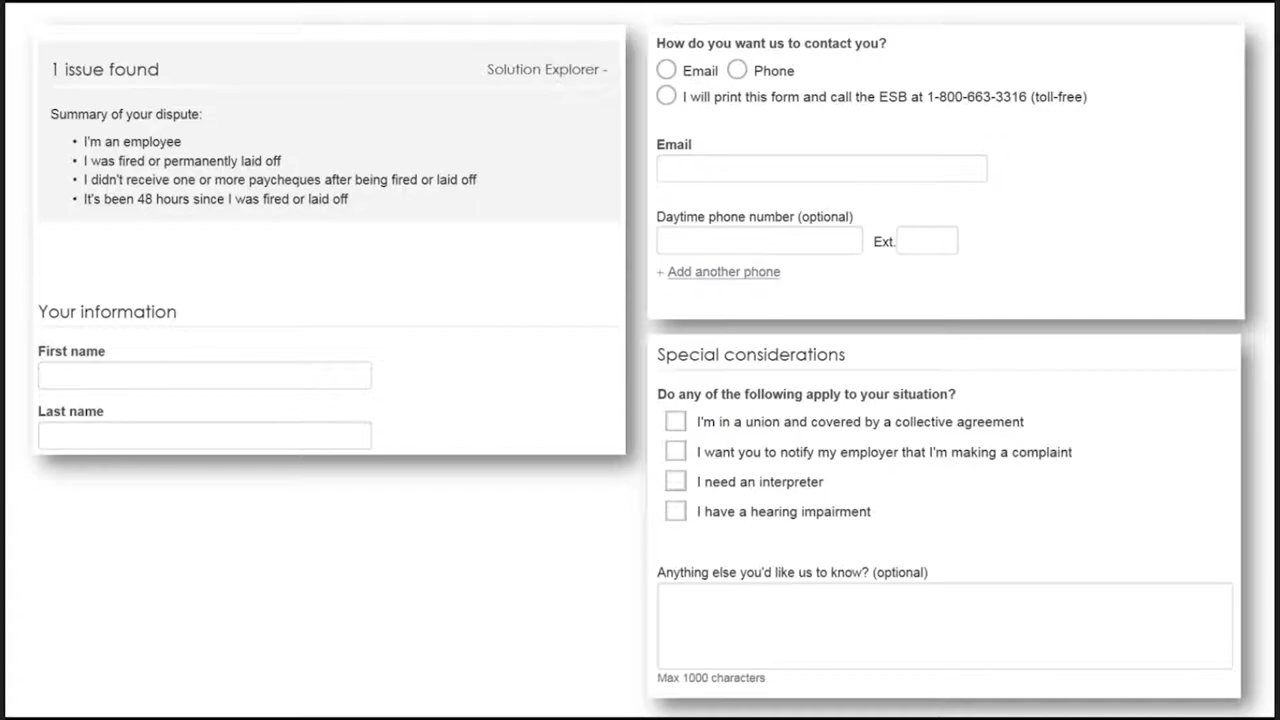 1 issue found
Solution Explorer -
Summary of your dispute:
• I'm an employee
• I was fired or permanently laid off
• I didn't receive one or more paycheques after being fired or laid off
• It's been 48 hours since I was fired or laid off
Your information
First name
Last name
How do you want us to contact you?
Email Phone
I will print this form and call the ESB at 1-800-663-3316 (toll-free)
Email
Daytime phone number (optional)
Ext.
+ Add another phone
Special considerations
Do any of the following apply to your situation?
I'm in a union and covered by a collective agreement
I want you to notify my employer that I'm making a complaint
I need an interpreter
I have a hearing impairment
Anything else you'd like us to know? (optional)
Max 1000 characters